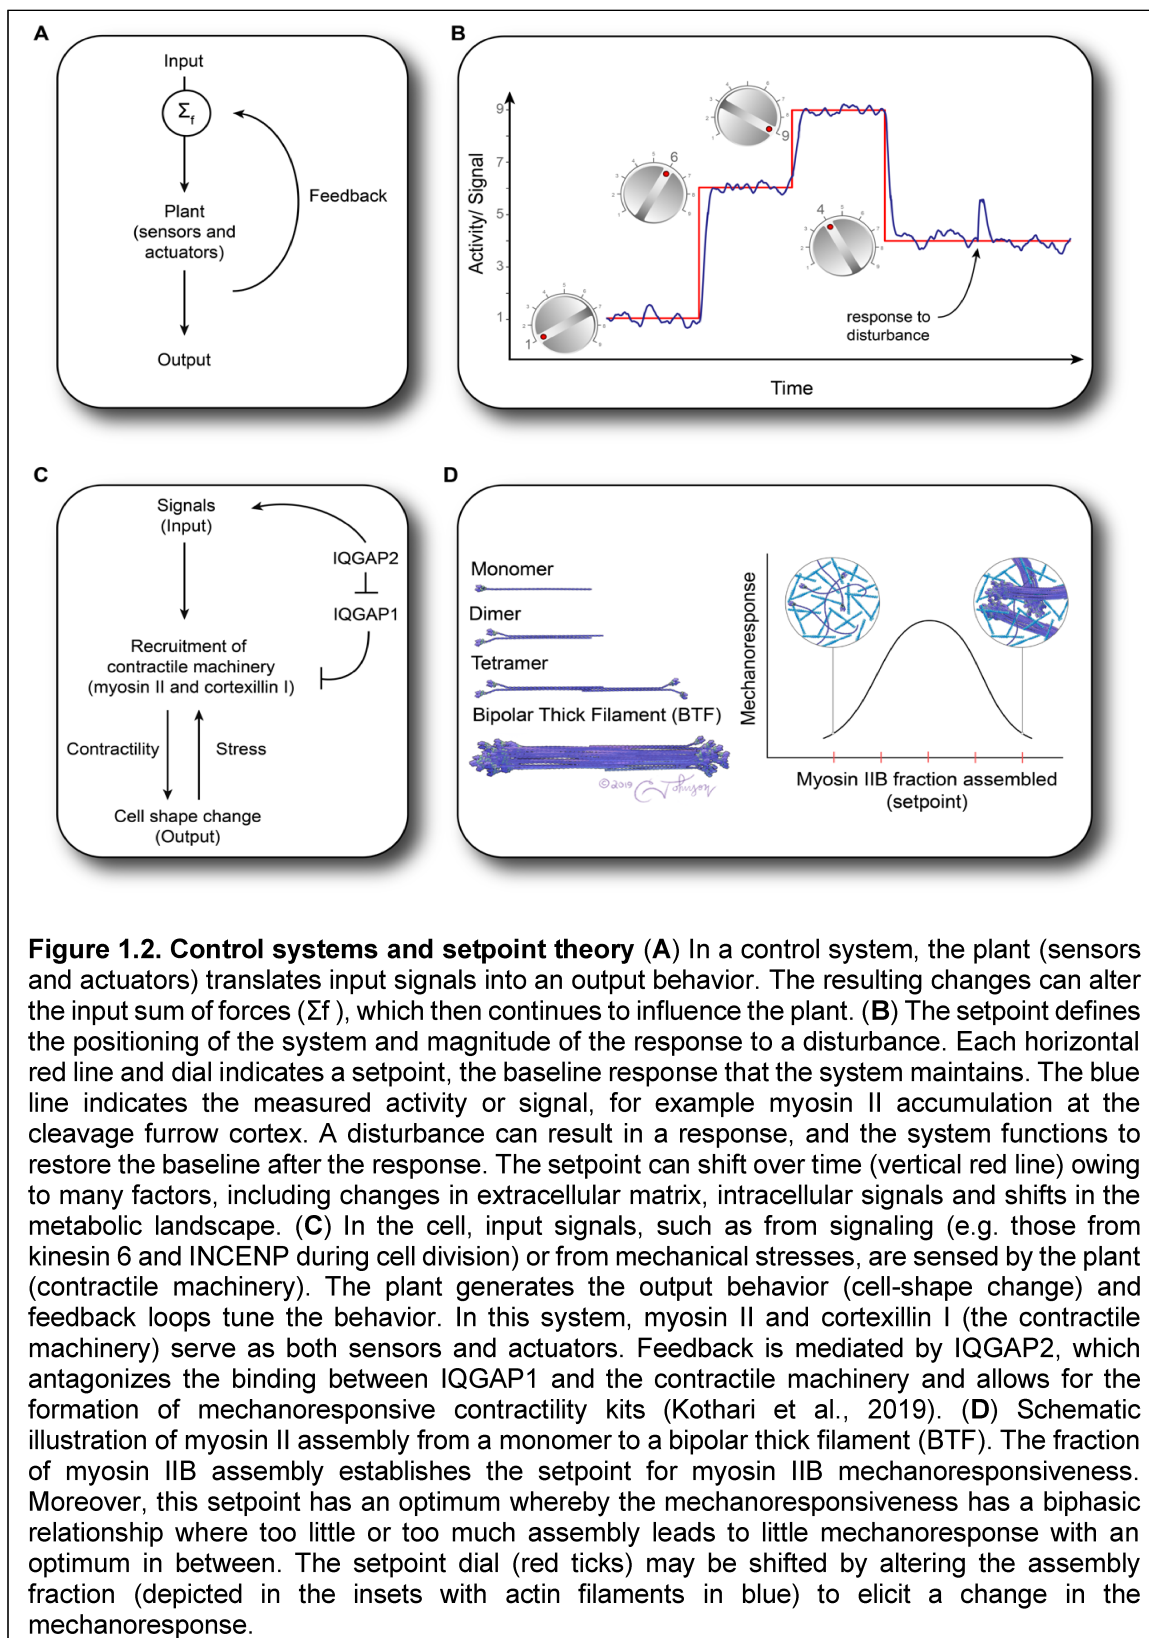 A
Input
Σf
Plant
(sensors and
actuators)
Feedback
Output
B
Activity/ Signal
9
7
5
3
1
1
6
9
4
response to
disturbance
Time
C
Signals
(Input)
IQGAP2
IQGAP1
Recruitment of
contractile machinery
(myosin II and cortexillin I)
Contractility
Stress
Cell shape change
(Output)
D
Monomer
Dimer
Tetramer
Bipolar Thick Filament (BTF)
©2019 CJohnson
Mechanoresponse
Myosin IIB fraction assembled
(setpoint)
Figure 1.2. Control systems and setpoint theory (A) In a control system, the plant (sensors
and actuators) translates input signals into an output behavior. The resulting changes can alter
the input sum of forces (Σf ), which then continues to influence the plant. (B) The setpoint defines
the positioning of the system and magnitude of the response to a disturbance. Each horizontal
red line and dial indicates a setpoint, the baseline response that the system maintains. The blue
line indicates the measured activity or signal, for example myosin II accumulation at the
cleavage furrow cortex. A disturbance can result in a response, and the system functions to
restore the baseline after the response. The setpoint can shift over time (vertical red line) owing
to many factors, including changes in extracellular matrix, intracellular signals and shifts in the
metabolic landscape. (C) In the cell, input signals, such as from signaling (e.g. those from
kinesin 6 and INCENP during cell division) or from mechanical stresses, are sensed by the plant
(contractile machinery). The plant generates the output behavior (cell-shape change) and
feedback loops tune the behavior. In this system, myosin II and cortexillin I (the contractile
machinery) serve as both sensors and actuators. Feedback is mediated by IQGAP2, which
antagonizes the binding between IQGAP1 and the contractile machinery and allows for the
formation of mechanoresponsive contractility kits (Kothari et al., 2019). (D) Schematic
illustration of myosin II assembly from a monomer to a bipolar thick filament (BTF). The fraction
of myosin IIB assembly establishes the setpoint for myosin IIB mechanoresponsiveness.
Moreover, this setpoint has an optimum whereby the mechanoresponsiveness has a biphasic
relationship where too little or too much assembly leads to little mechanoresponse with an
optimum in between. The setpoint dial (red ticks) may be shifted by altering the assembly
fraction (depicted in the insets with actin filaments in blue) to elicit a change in the
mechanoresponse.